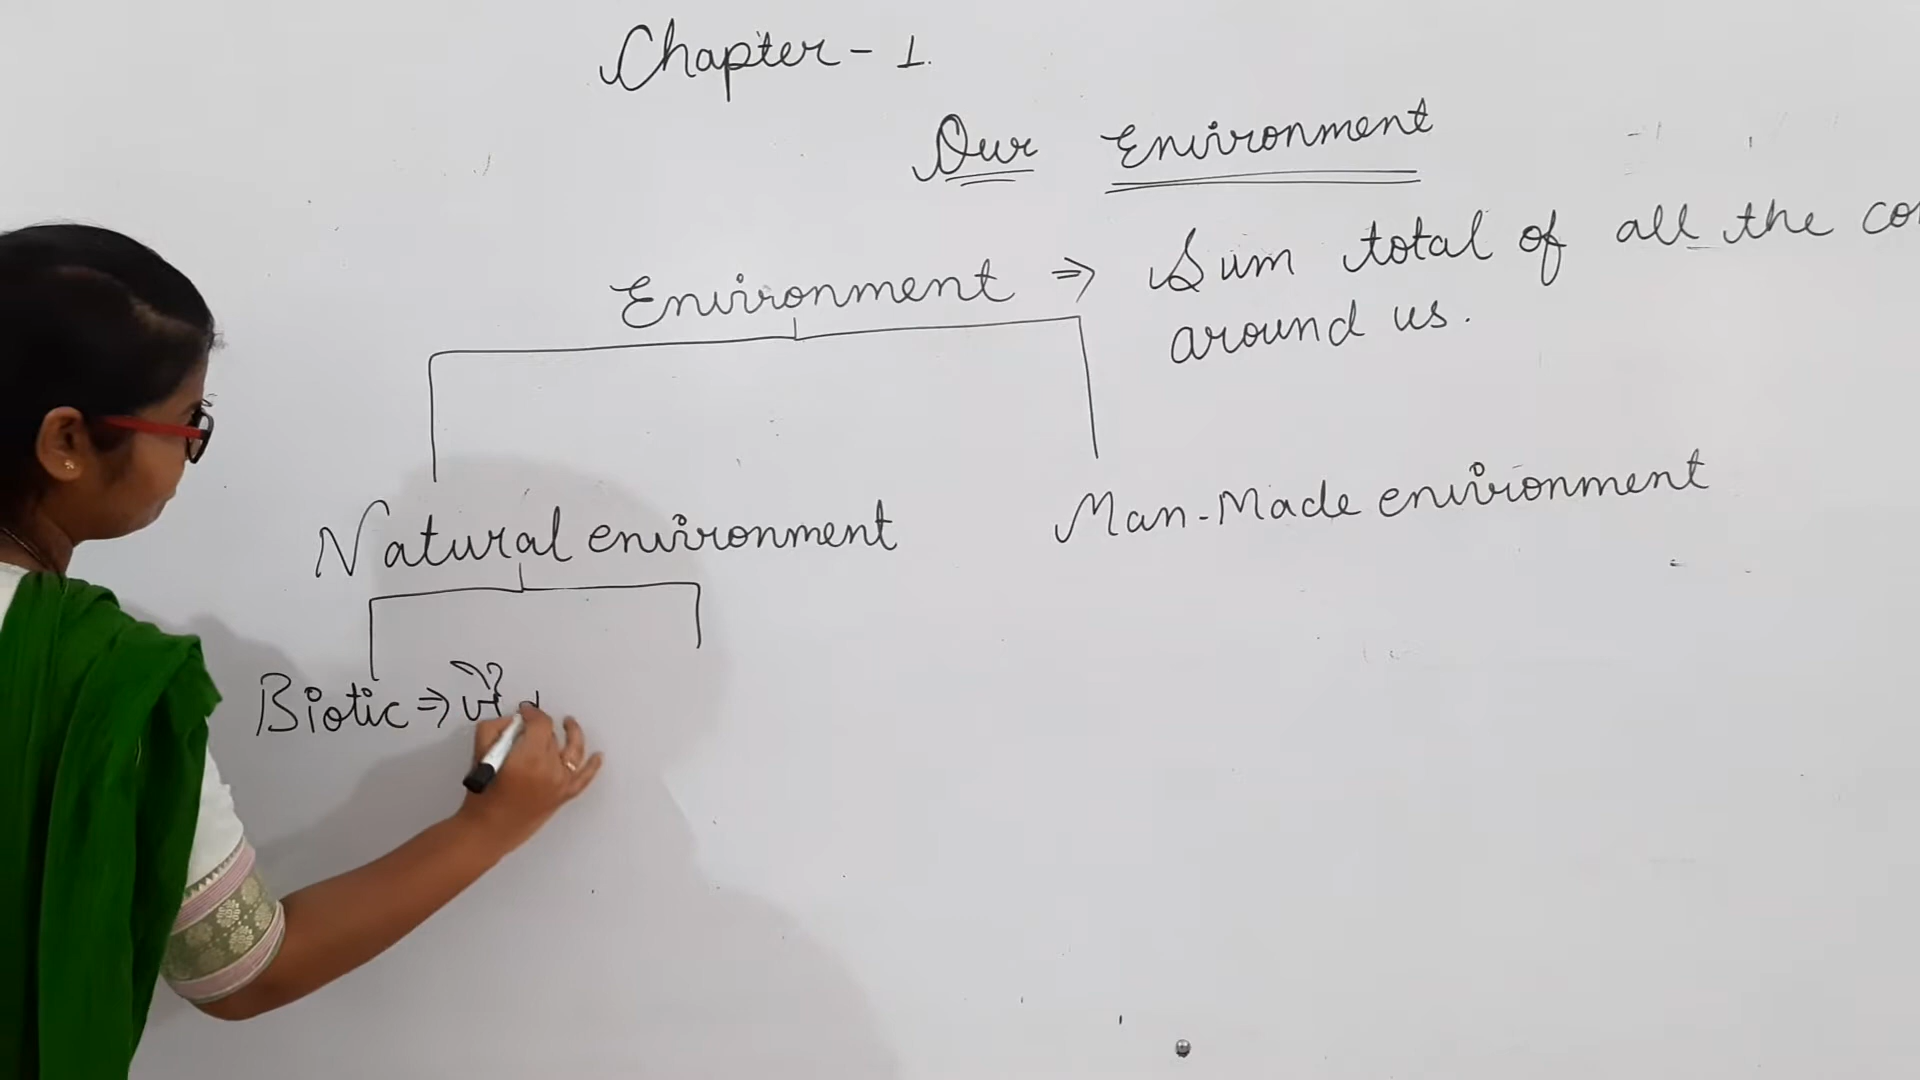 Chapter - 1.
Our Environment
Environment ⇒ Sum total of all the co
around us.
Natural environment
Man-Made environment
Biotic ⇒